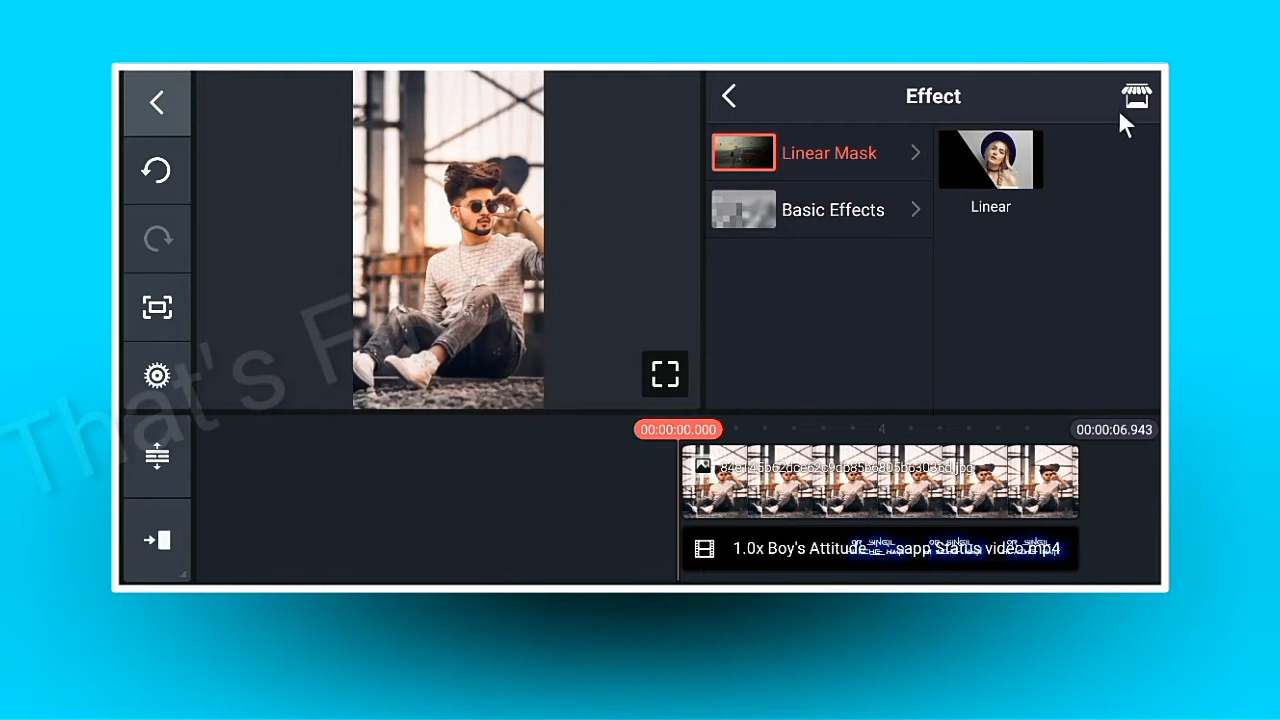 Effect
Linear Mask
Linear
Basic Effects
That's F
00:00:00.000
4
00:00:06.943
1.0x Boy's Attitude sapp Status video.mp4